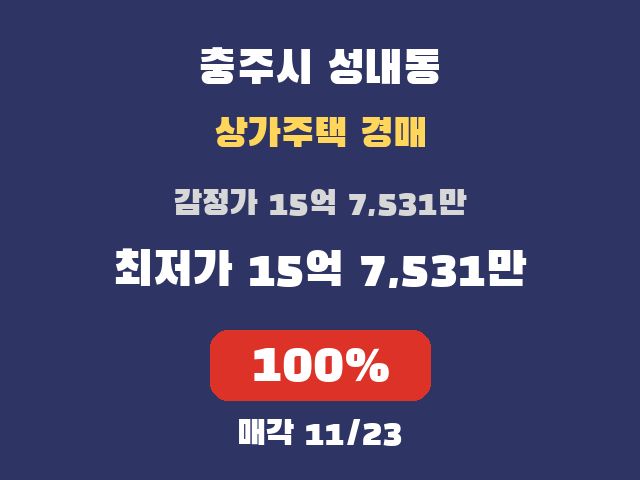 충주시 성내동
상가주택 경매
감정가 15억 7,531만
최저가 15억 7,531만
100%
매각 11/23